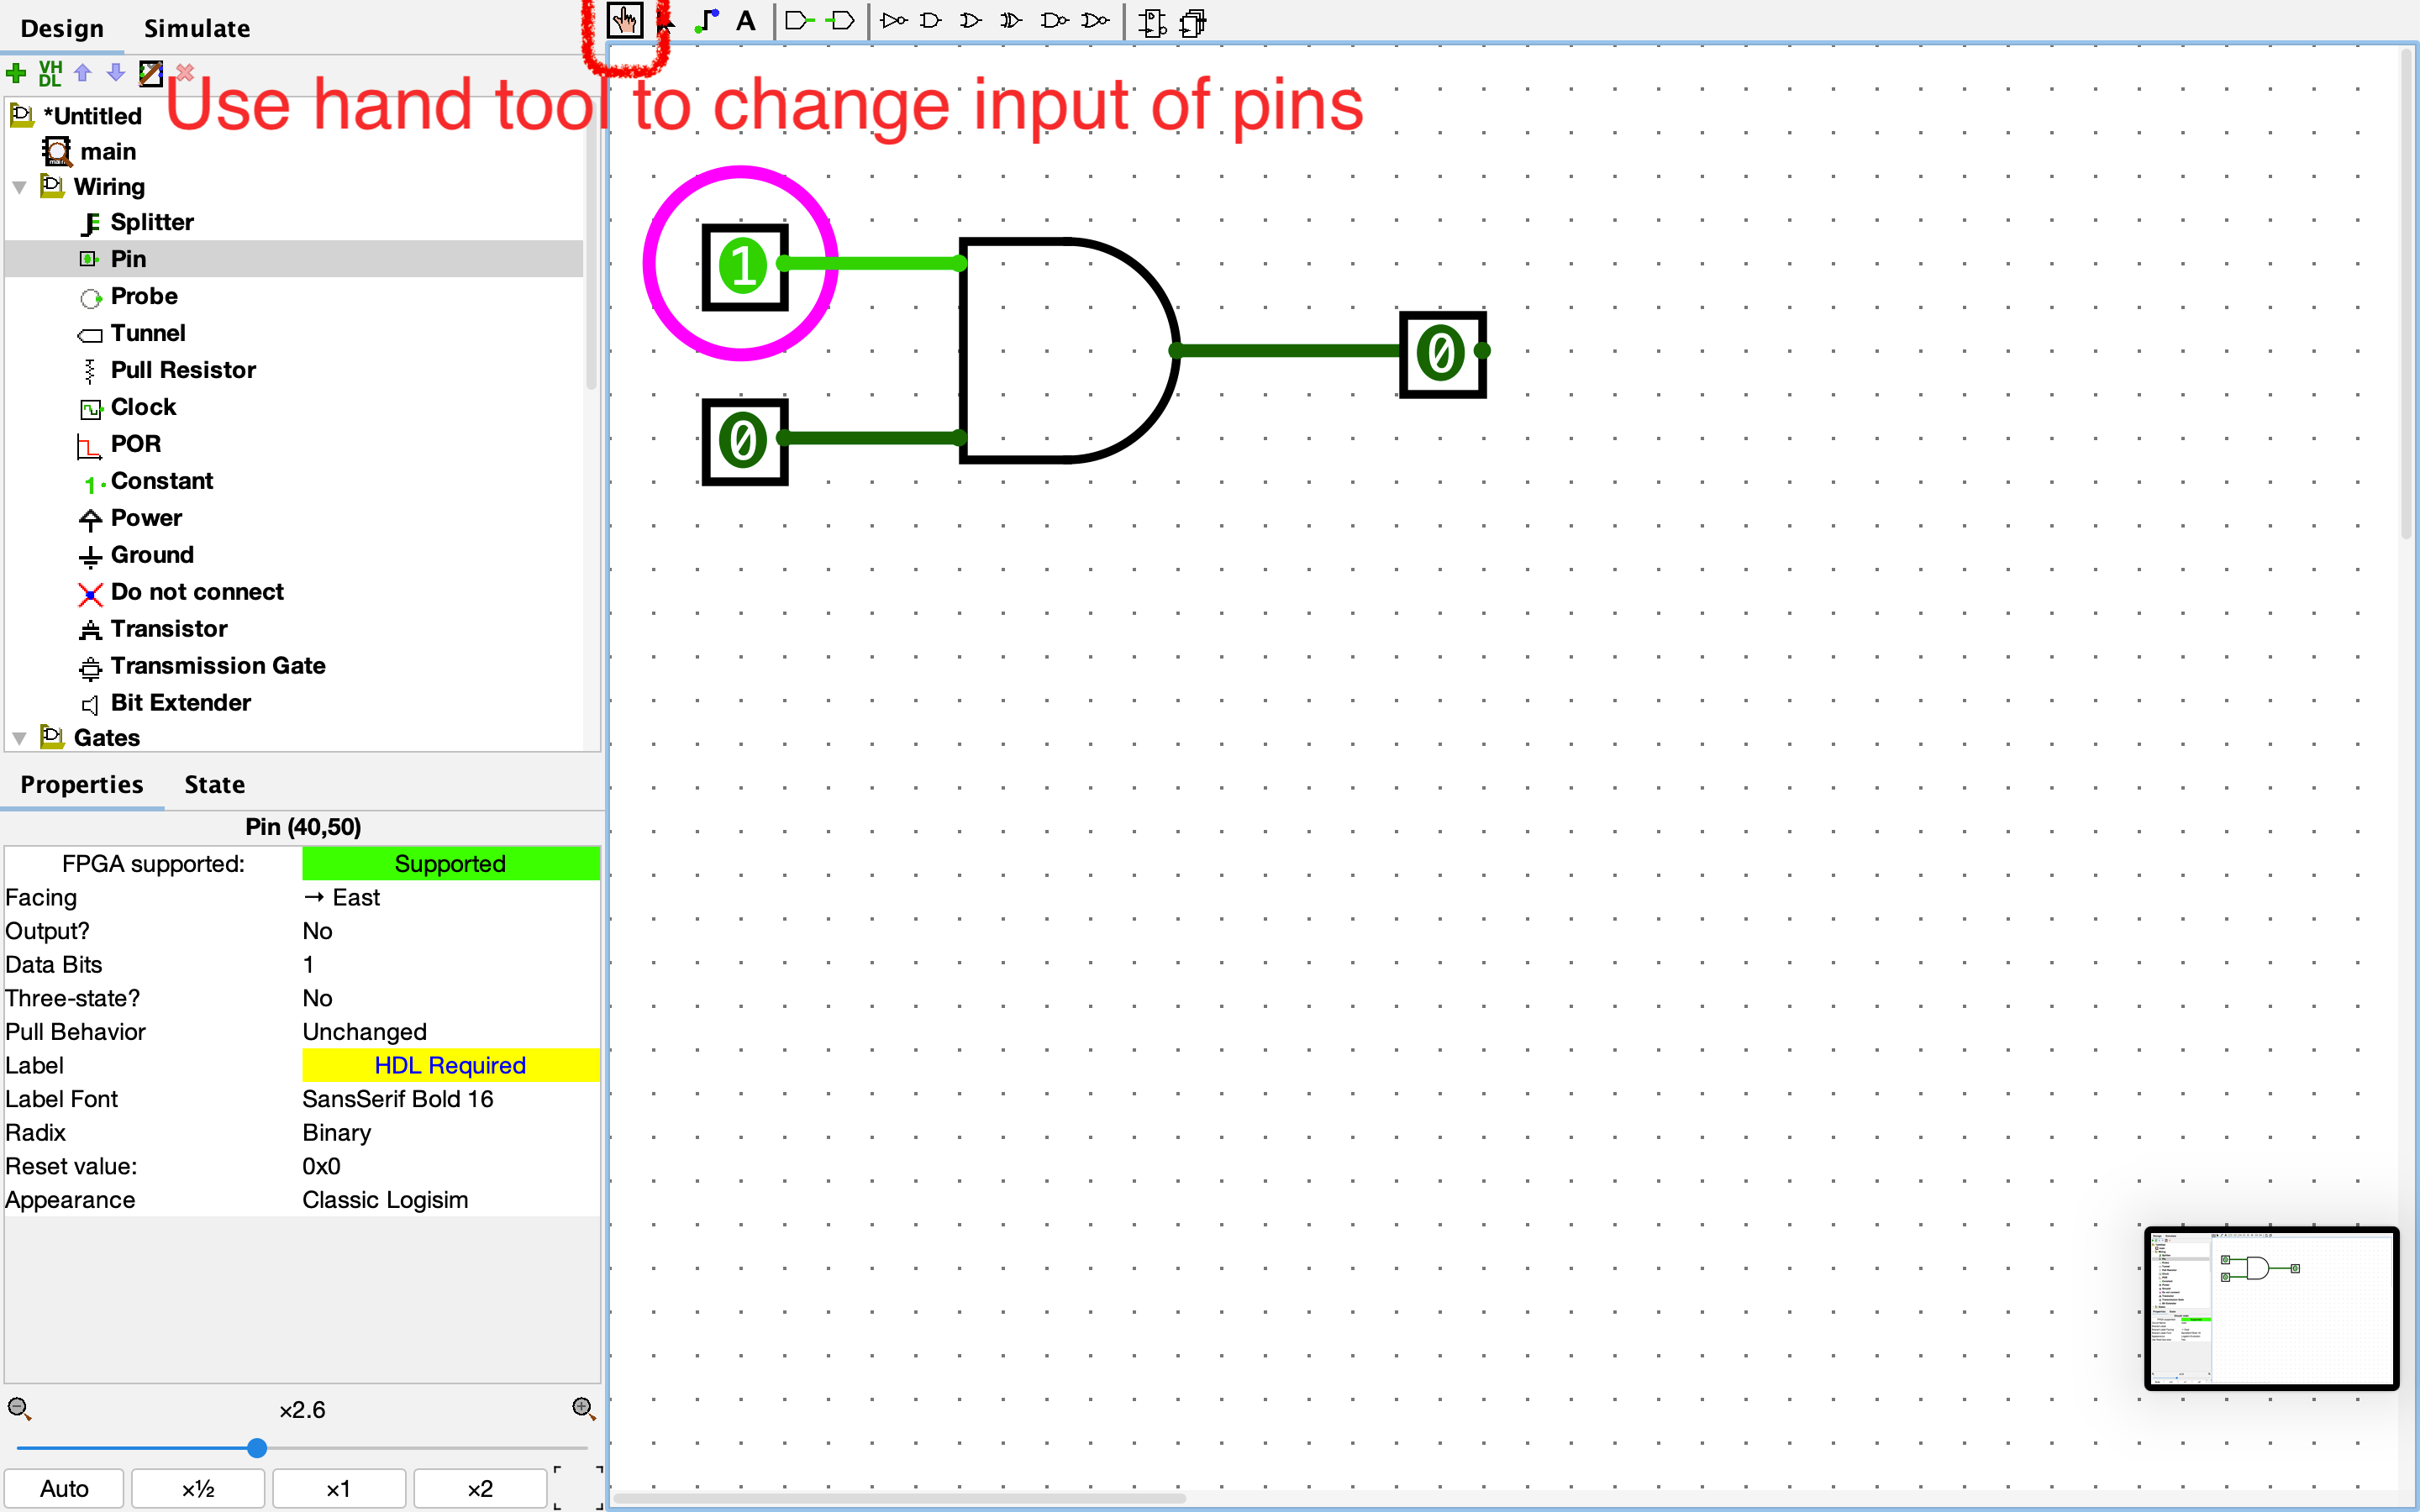 Design Simulate
A
VH
DL
Use hand tool to change input of pins
*Untitled
main
Wiring
Splitter
Pin
Probe
Tunnel
Pull Resistor
Clock
POR
1 Constant
Power
Ground
Do not connect
Transistor
Transmission Gate
Bit Extender
Gates
1
0
0
Properties State
Pin (40,50)
FPGA supported: Supported
Facing → East
Output? No
Data Bits 1
Three-state? No
Pull Behavior Unchanged
Label HDL Required
Label Font SansSerif Bold 16
Radix Binary
Reset value: 0x0
Appearance Classic Logisim
×2.6
Auto ×½ ×1 ×2